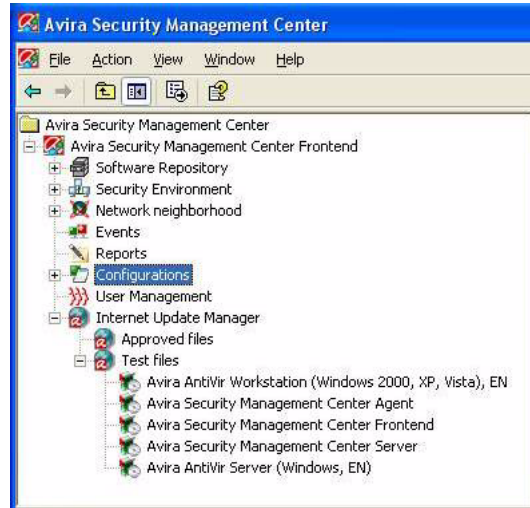 Avira Security Management Center
File Action View Window Help
Avira Security Management Center
Avira Security Management Center Frontend
Software Repository
Security Environment
Network neighborhood
Events
Reports
Configurations
User Management
Internet Update Manager
Approved files
Test files
Avira AntiVir Workstation (Windows 2000, XP, Vista), EN
Avira Security Management Center Agent
Avira Security Management Center Frontend
Avira Security Management Center Server
Avira AntiVir Server (Windows, EN)